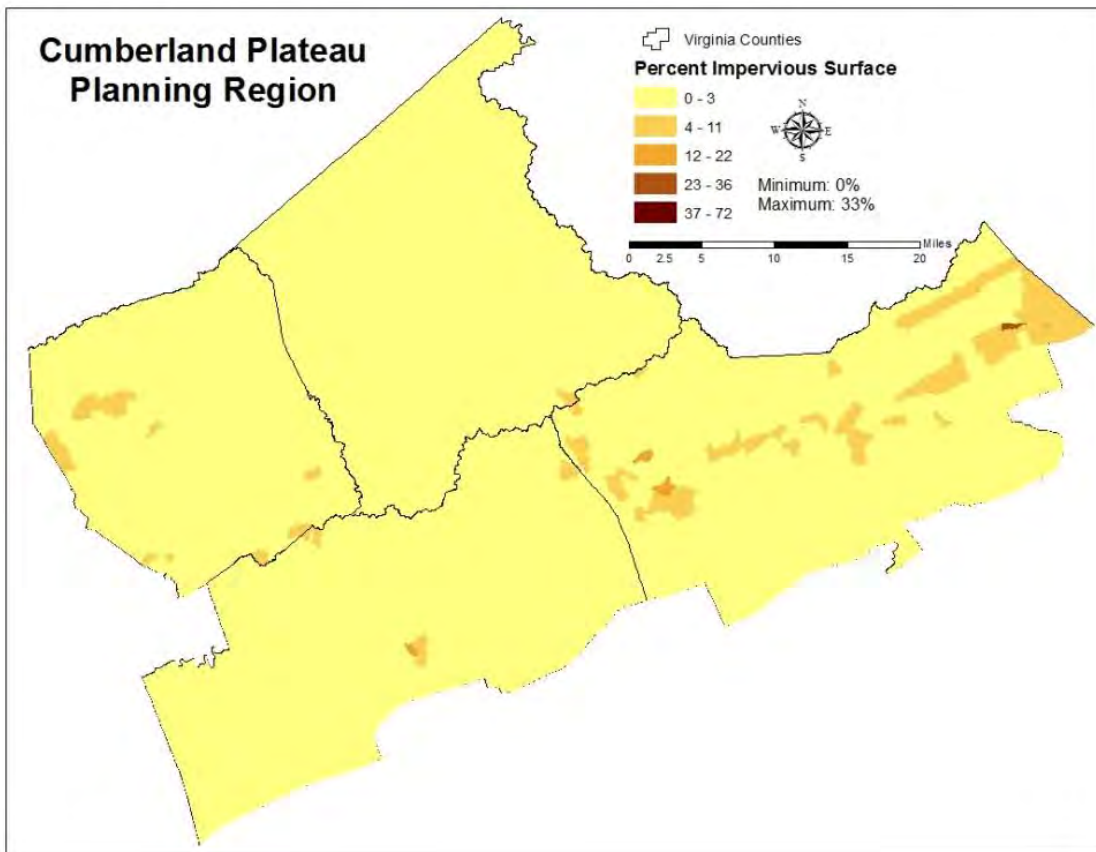 Cumberland Plateau
Planning Region
Virginia Counties
Percent Impervious Surface
0 - 3
4 - 11
12 - 22
23 - 36
37 - 72
N
W E
S
Minimum: 0%
Maximum: 33%
Miles
0 2.5 5 10 15 20